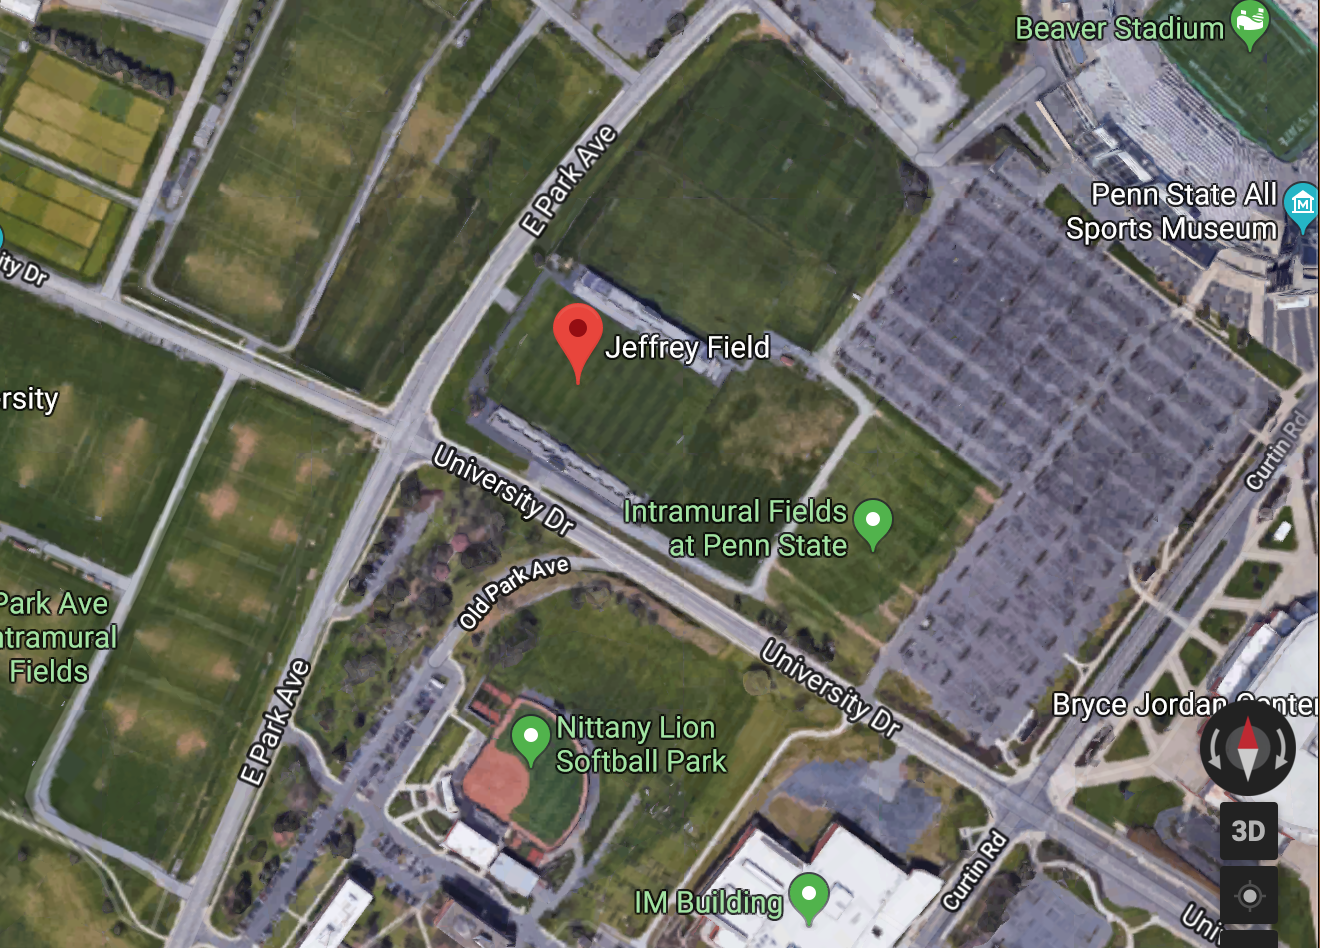 Beaver Stadium
Penn State All
Sports Museum
E Park Ave
ity Dr
Jeffrey Field
rsity
Curtin Rd
University Dr
Intramural Fields
at Penn State
Old Park Ave
Park Ave
ntramural
Fields
University Dr
E Park Ave
Bryce Jordan Center
Nittany Lion
Softball Park
3D
Curtin Rd
IM Building
Uni